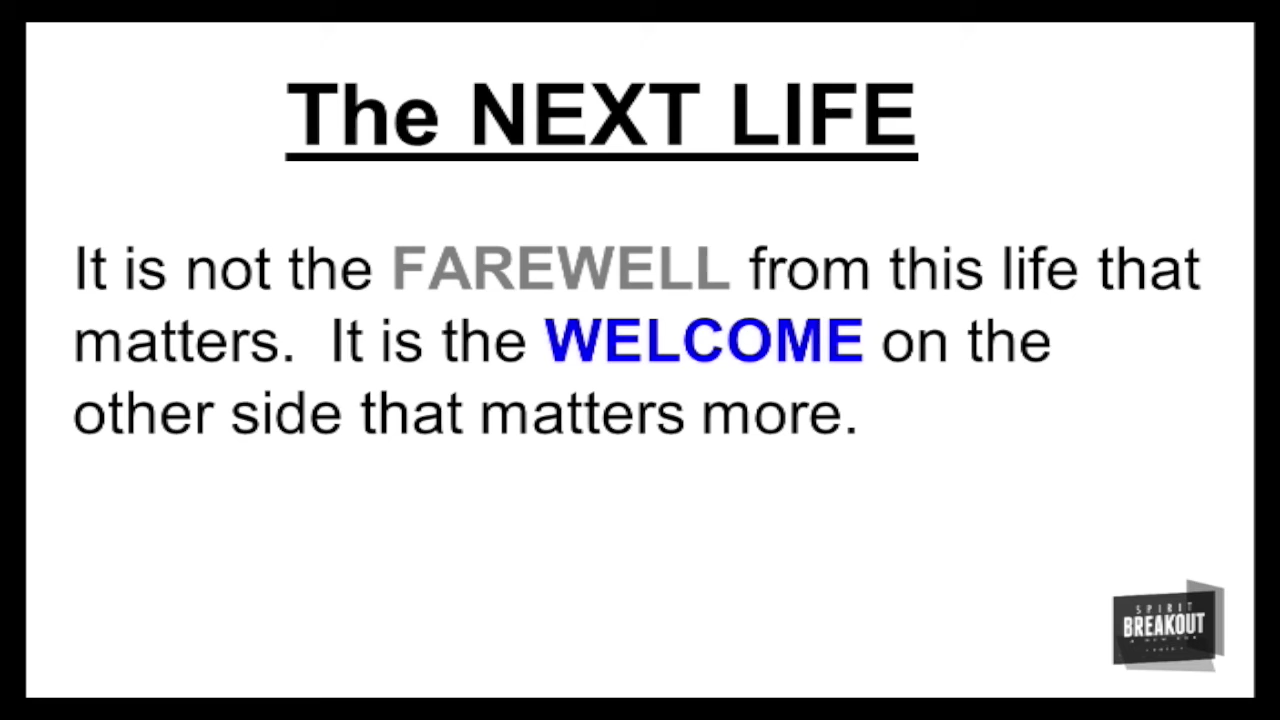 The NEXT LIFE
It is not the FAREWELL from this life that
matters.  It is the WELCOME on the
other side that matters more.
SPIRIT
BREAKOUT